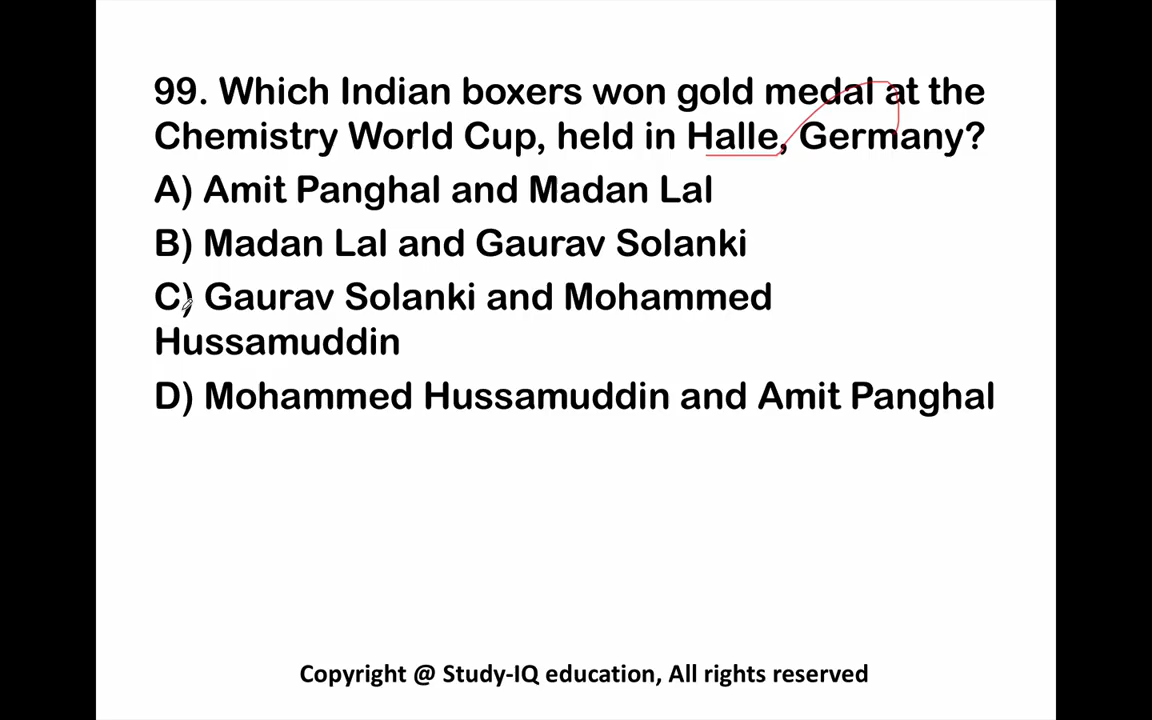 99. Which Indian boxers won gold medal at the
Chemistry World Cup, held in Halle, Germany?
A) Amit Panghal and Madan Lal
B) Madan Lal and Gaurav Solanki
C) Gaurav Solanki and Mohammed
Hussamuddin
D) Mohammed Hussamuddin and Amit Panghal
Copyright @ Study-IQ education, All rights reserved